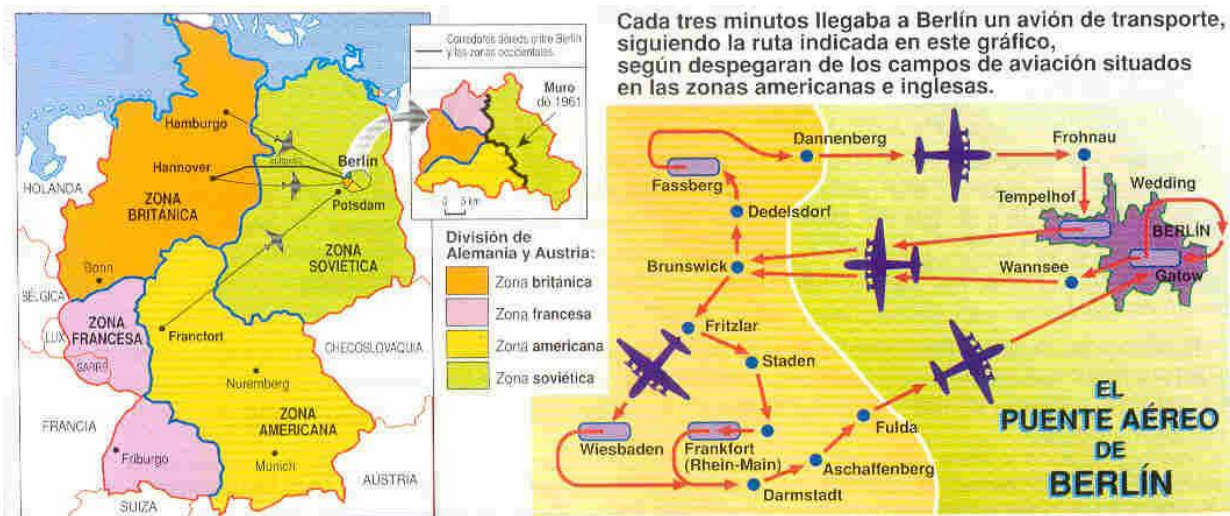 Corredores aéreos entre Berlín
y las zonas occidentales
Muro
de 1961
0 5 km
Hamburgo
Hannover
Berlín
Potsdam
HOLANDA
ZONA
BRITÁNICA
ZONA
SOVIÉTICA
Bonn
BÉLGICA
LUX
ZONA
FRANCESA
SARRE
Francfort
CHECOSLOVAQUIA
Nuremberg
ZONA
AMERICANA
FRANCIA
Friburgo
Munich
AUSTRIA
SUIZA
División de
Alemania y Austria:
Zona británica
Zona francesa
Zona americana
Zona soviética
Cada tres minutos llegaba a Berlín un avión de transporte,
siguiendo la ruta indicada en este gráfico,
según despegaran de los campos de aviación situados
en las zonas americanas e inglesas.
Dannenberg
Frohnau
Fassberg
Tempelhof
Wedding
Dedelsdorf
BERLÍN
Brunswick
Wannsee
Gatow
Fritzlar
Staden
Fulda
Wiesbaden
Frankfort
(Rhein-Main)
Aschaffenberg
Darmstadt
EL
PUENTE AÉREO
DE
BERLÍN